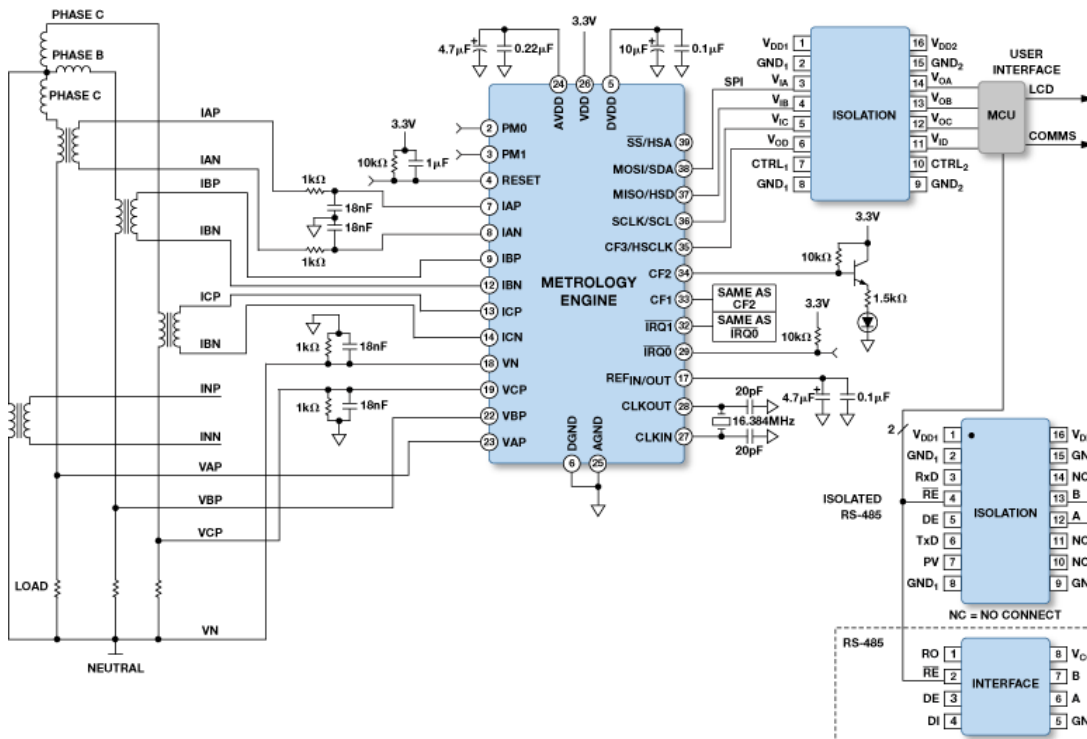 PHASE C
PHASE B
PHASE C
IAP
IAN
IBP
IBN
ICP
IBN
INP
INN
VAP
VBP
VCP
LOAD
VN
NEUTRAL
3.3V
10kΩ
1µF
1kΩ
18nF
18nF
1kΩ
1kΩ
18nF
1kΩ
18nF
4.7µF
+
0.22µF
3.3V
10µF
+
0.1µF
24
26
5
AVDD
VDD
DVDD
2 PM0
3 PM1
4 RESET
7 IAP
8 IAN
9 IBP
12 IBN
13 ICP
14 ICN
18 VN
19 VCP
22 VBP
23 VAP
METROLOGY
ENGINE
SS/HSA 39
MOSI/SDA 38
MISO/HSD 37
SCLK/SCL 36
CF3/HSCLK 35
CF2 34
CF1 33
IRQ1 32
IRQ0 29
REFIN/OUT 17
CLKOUT 28
CLKIN 27
DGND
AGND
6
25
SPI
VDD1 1
GND1 2
VIA 3
VIB 4
VIC 5
VOD 6
CTRL1 7
GND1 8
ISOLATION
16 VDD2
15 GND2
14 VOA
13 VOB
12 VOC
11 VID
10 CTRL2
9 GND2
USER
INTERFACE
LCD
MCU
COMMS
3.3V
10kΩ
1.5kΩ
SAME AS
CF2
SAME AS
IRQ0
3.3V
10kΩ
20pF
16.384MHz
20pF
4.7µF
+
0.1µF
2
ISOLATED
RS-485
VDD1 1
GND1 2
RxD 3
RE 4
DE 5
TxD 6
PV 7
GND1 8
ISOLATION
16 VD
15 GN
14 NC
13 B
12 A
11 NC
10 NC
9 GN
NC = NO CONNECT
RS-485
RO 1
RE 2
DE 3
DI 4
INTERFACE
8 VC
7 B
6 A
5 GN